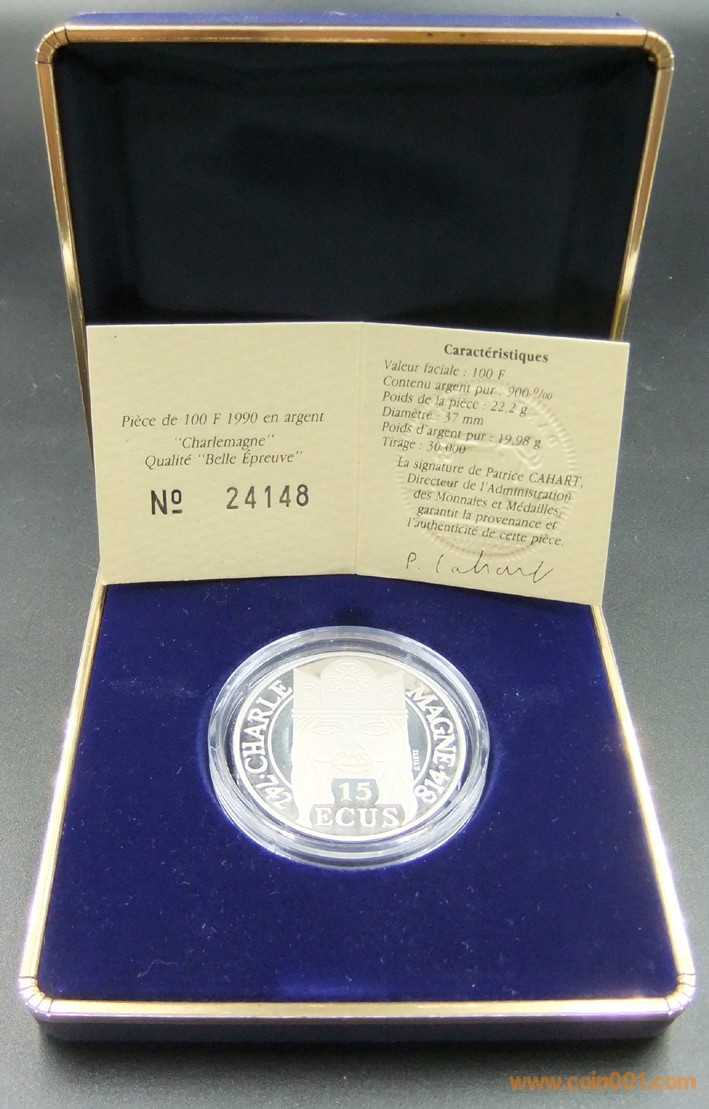 Pièce de 100 F 1990 en argent
"Charlemagne"
Qualité "Belle Épreuve"
Nº 24148
Caractéristiques
Valeur faciale : 100 F
Contenu argent pur : 900 ‰
Poids de la pièce : 22,2 g
Diamètre : 37 mm
Poids d'argent pur : 19,98 g
Tirage : 30 000
La signature de Patrice CAHART,
Directeur de l'Administration
des Monnaies et Médailles,
garantit la provenance et
l'authenticité de cette pièce.
P. Cahart
CHARLE MAGNE
742 814
15
ECUS
www.coin001.com